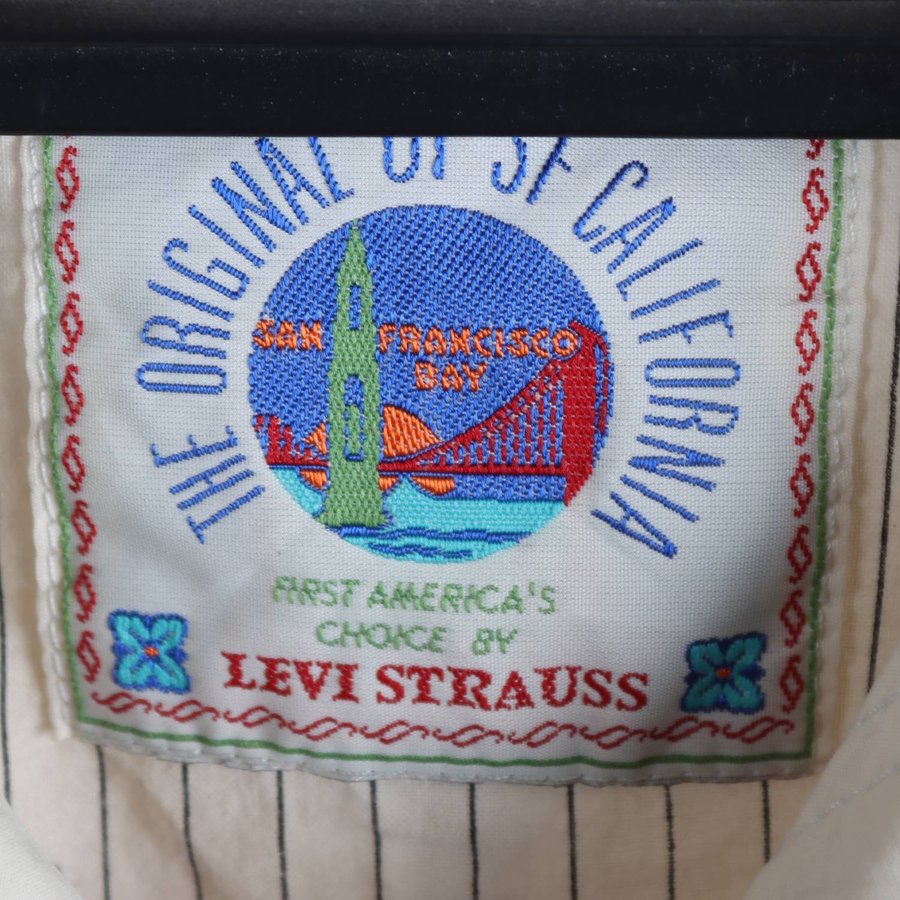 THE ORIGINAL OF SF CALIFORNIA
SAN FRANCISCO
BAY
FIRST AMERICA'S
CHOICE BY
LEVI STRAUSS